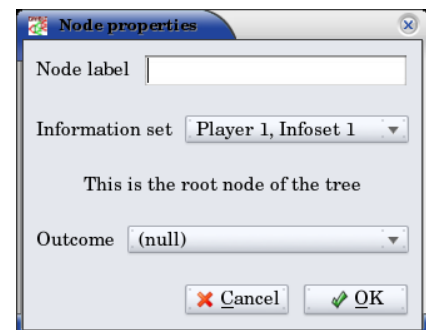 Node properties
Node label
Information set Player 1, Infoset 1
This is the root node of the tree
Outcome (null)
Cancel OK